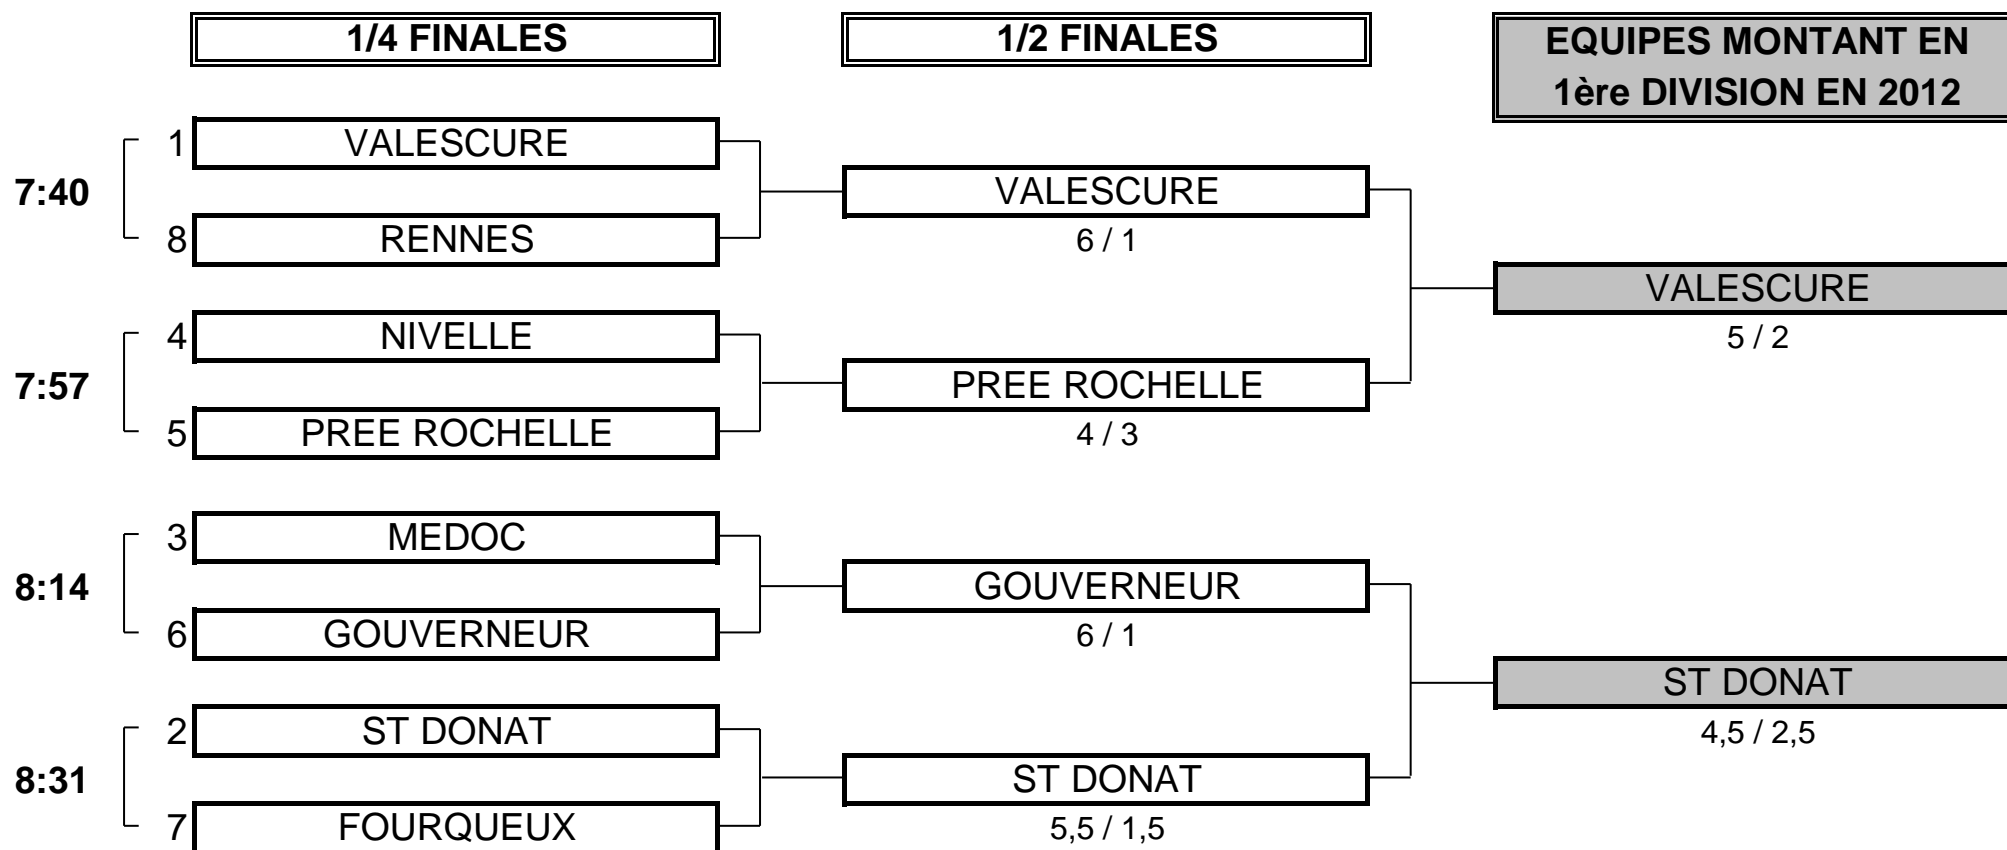 1/4 FINALES
1/2 FINALES
EQUIPES MONTANT EN
1ère DIVISION EN 2012
1 VALESCURE
7:40
VALESCURE
8 RENNES
6 / 1
VALESCURE
4 NIVELLE
5 / 2
7:57
PREE ROCHELLE
5 PREE ROCHELLE
4 / 3
3 MEDOC
8:14
GOUVERNEUR
6 GOUVERNEUR
6 / 1
ST DONAT
2 ST DONAT
4,5 / 2,5
8:31
ST DONAT
7 FOURQUEUX
5,5 / 1,5